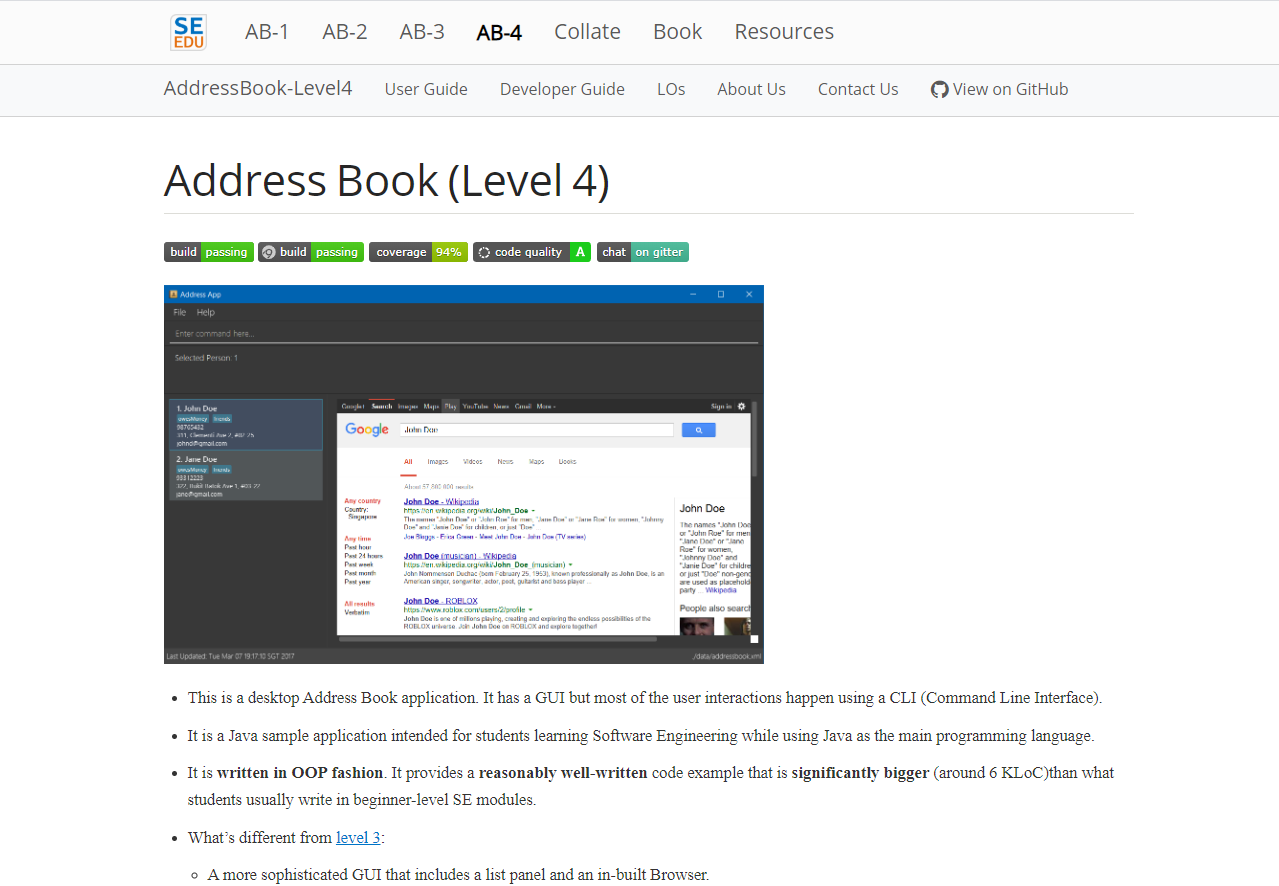 SE
EDU
AB-1 AB-2 AB-3 AB-4 Collate Book Resources
AddressBook-Level4 User Guide Developer Guide LOs About Us Contact Us View on GitHub
Address Book (Level 4)
build passing build passing coverage 94% code quality A chat on gitter
Address App
File Help
Enter command here...
Selected Person: 1
1. John Doe
owesMoney friends
98765432
311, Clementi Ave 2, #02-25
johnd@gmail.com
2. Jane Doe
owesMoney friends
93312223
322, Bukit Batok Ave 1, #03-22
jane@gmail.com
Google+ Search Images Maps Play YouTube News Gmail More Sign in
Google John Doe
All Images Videos News Maps Books
About 57,800,000 results
Any country
Country:
Singapore
Any time
Past hour
Past 24 hours
Past week
Past month
Past year
All results
Verbatim
John Doe - Wikipedia
https://en.wikipedia.org/wiki/John_Doe
The names "John Doe" or "John Roe" for men, "Jane Doe" or "Jane Roe" for women, "Johnny
Doe" and "Janie Doe" for children, or just "Doe" ...
Joe Bloggs - Erica Green - Meet John Doe - John Doe (TV series)
John Doe (musician) - Wikipedia
https://en.wikipedia.org/wiki/John_Doe_(musician)
John Nommensen Duchac (born February 25, 1953), known professionally as John Doe, is an
American singer, songwriter, actor, poet, guitarist and bass player ...
John Doe - ROBLOX
https://www.roblox.com/users/2/profile
John Doe is one of millions playing, creating and exploring the endless possibilities of the
ROBLOX universe. Join John Doe on ROBLOX and explore together!
John Doe
The names "John Doe
or "John Roe" for men
"Jane Doe" or "Jane
Roe" for women,
"Johnny Doe" and
"Janie Doe" for childre
or just "Doe" non-gend
are used as placehold
party ... Wikipedia
People also search
Last Updated: Tue Mar 07 19:17:10 SGT 2017 ./data/addressbook.xml
• This is a desktop Address Book application. It has a GUI but most of the user interactions happen using a CLI (Command Line Interface).
• It is a Java sample application intended for students learning Software Engineering while using Java as the main programming language.
• It is written in OOP fashion. It provides a reasonably well-written code example that is significantly bigger (around 6 KLoC)than what
students usually write in beginner-level SE modules.
• What’s different from level 3:
◦ A more sophisticated GUI that includes a list panel and an in-built Browser.